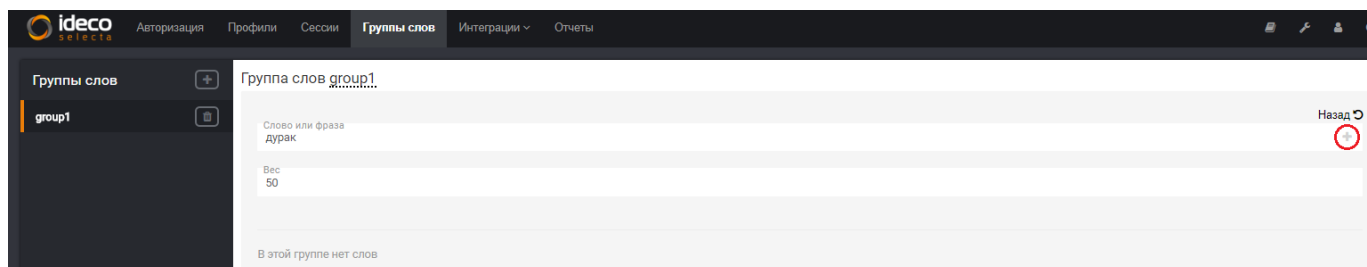 ideco
selecta
Авторизация Профили Сессии Группы слов Интеграции Отчеты
Группы слов
group1
Группа слов group1
Назад
Слово или фраза
дурак
Вес
50
В этой группе нет слов